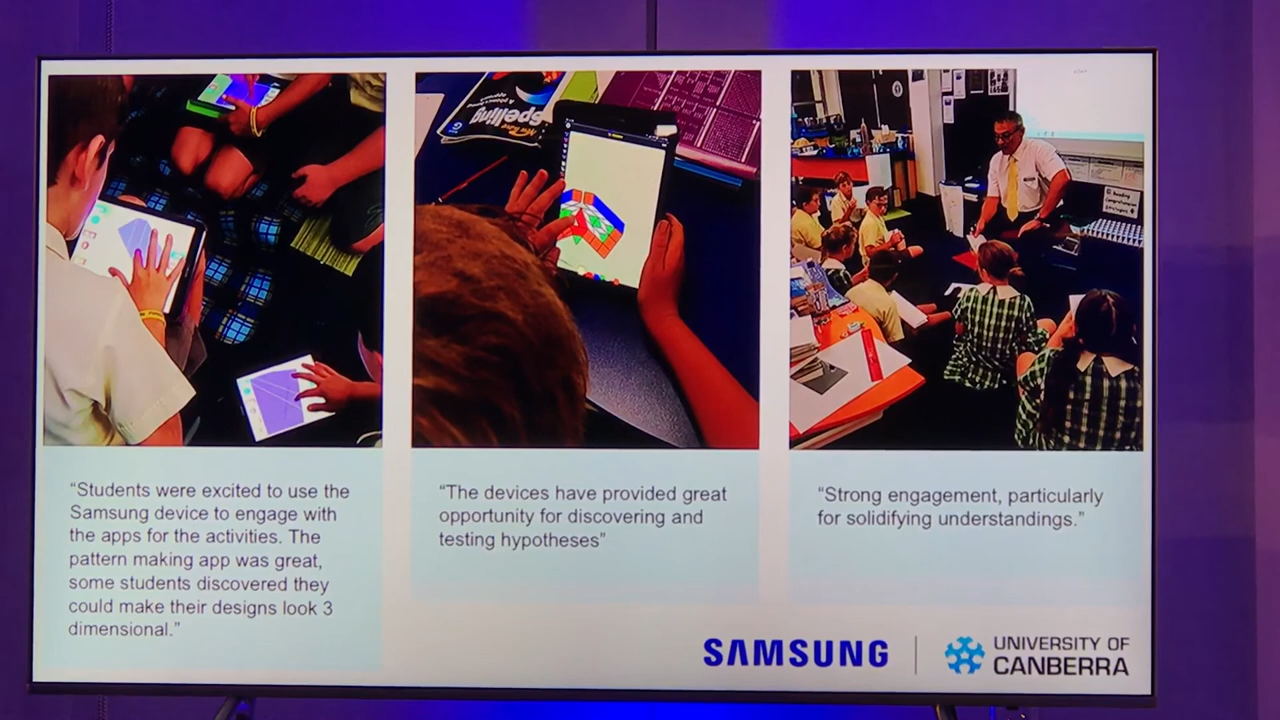 Spelling
“Students were excited to use the
Samsung device to engage with
the apps for the activities. The
pattern making app was great,
some students discovered they
could make their designs look 3
dimensional.”
“The devices have provided great
opportunity for discovering and
testing hypotheses”
“Strong engagement, particularly
for solidifying understandings.”
SAMSUNG
UNIVERSITY OF
CANBERRA